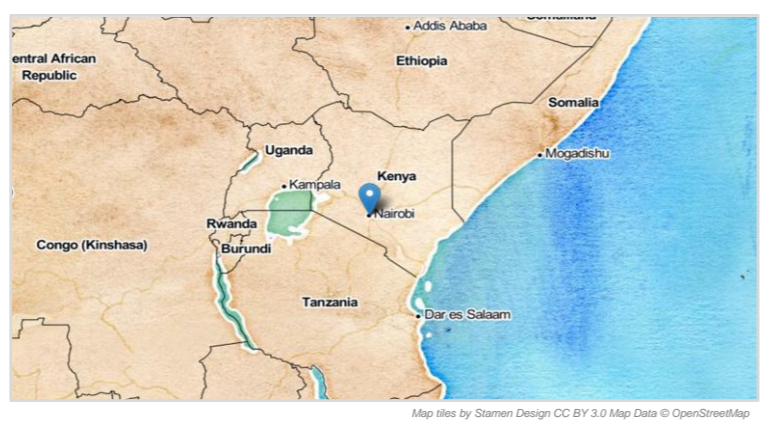 Somaliland
Addis Ababa
entral African
Republic
Ethiopia
Somalia
Uganda
Mogadishu
Kenya
Kampala
Nairobi
Rwanda
Congo (Kinshasa)
Burundi
Tanzania
Dar es Salaam
Map tiles by Stamen Design CC BY 3.0 Map Data © OpenStreetMap